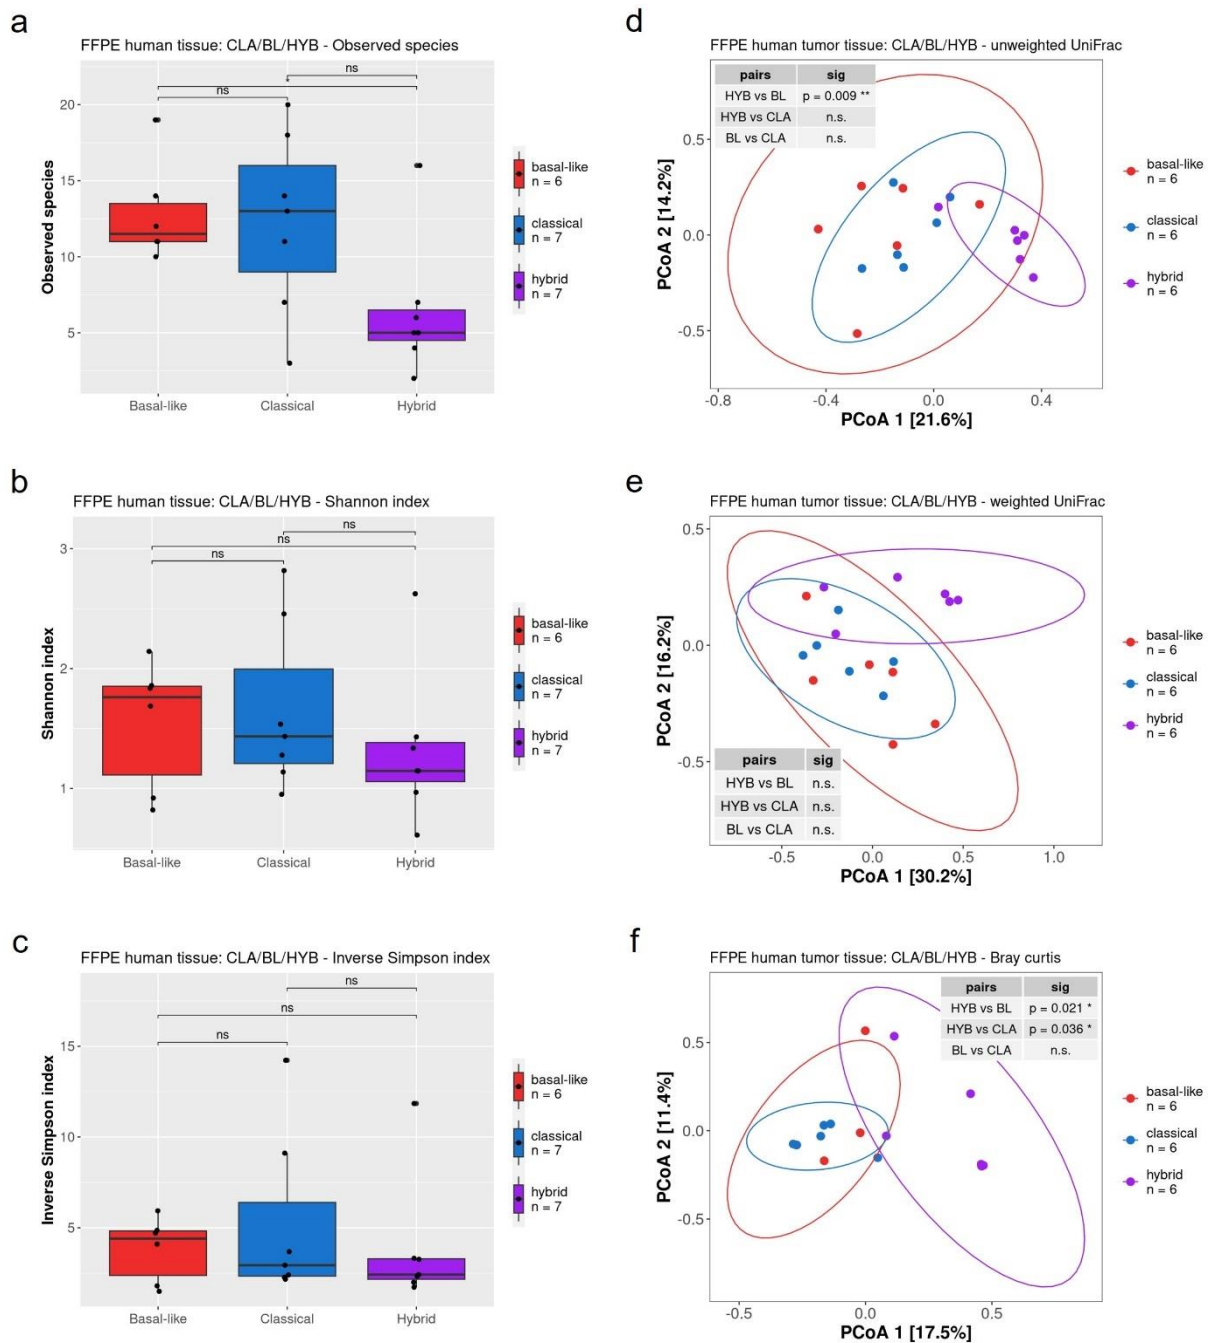 a
FFPE human tissue: CLA/BL/HYB - Observed species
ns
*
ns
20
15
10
5
Observed species
Basal-like
Classical
Hybrid
basal-like
n = 6
classical
n = 7
hybrid
n = 7
b
FFPE human tissue: CLA/BL/HYB - Shannon index
ns
ns
ns
3
2
1
Shannon index
Basal-like
Classical
Hybrid
basal-like
n = 6
classical
n = 7
hybrid
n = 7
c
FFPE human tissue: CLA/BL/HYB - Inverse Simpson index
ns
ns
ns
15
10
5
Inverse Simpson index
Basal-like
Classical
Hybrid
basal-like
n = 6
classical
n = 7
hybrid
n = 7
d
FFPE human tumor tissue: CLA/BL/HYB - unweighted UniFrac
pairs sig
HYB vs BL p = 0.009 **
HYB vs CLA n.s.
BL vs CLA n.s.
0.5
0.0
-0.5
PCoA 2 [14.2%]
-0.8 -0.4 0.0 0.4
PCoA 1 [21.6%]
basal-like
n = 6
classical
n = 6
hybrid
n = 6
e
FFPE human tumor tissue: CLA/BL/HYB - weighted UniFrac
0.5
0.0
-0.5
PCoA 2 [16.2%]
pairs sig
HYB vs BL n.s.
HYB vs CLA n.s.
BL vs CLA n.s.
-0.5 0.0 0.5 1.0
PCoA 1 [30.2%]
basal-like
n = 6
classical
n = 6
hybrid
n = 6
f
FFPE human tumor tissue: CLA/BL/HYB - Bray curtis
pairs sig
HYB vs BL p = 0.021 *
HYB vs CLA p = 0.036 *
BL vs CLA n.s.
0.5
0.0
-0.5
PCoA 2 [11.4%]
-0.5 0.0 0.5
PCoA 1 [17.5%]
basal-like
n = 6
classical
n = 6
hybrid
n = 6